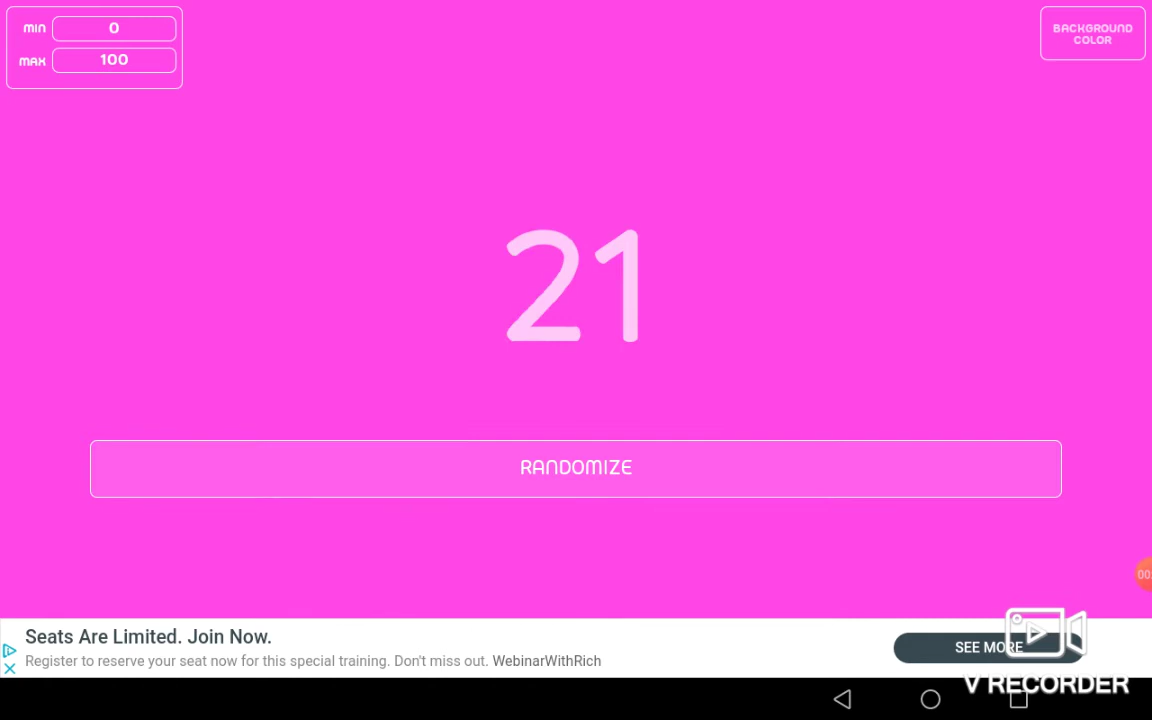 MIN 0
MAX 100
BACKGROUND
COLOR
21
RANDOMIZE
Seats Are Limited. Join Now.
Register to reserve your seat now for this special training. Don't miss out. WebinarWithRich
SEE MORE
V RECORDER
00